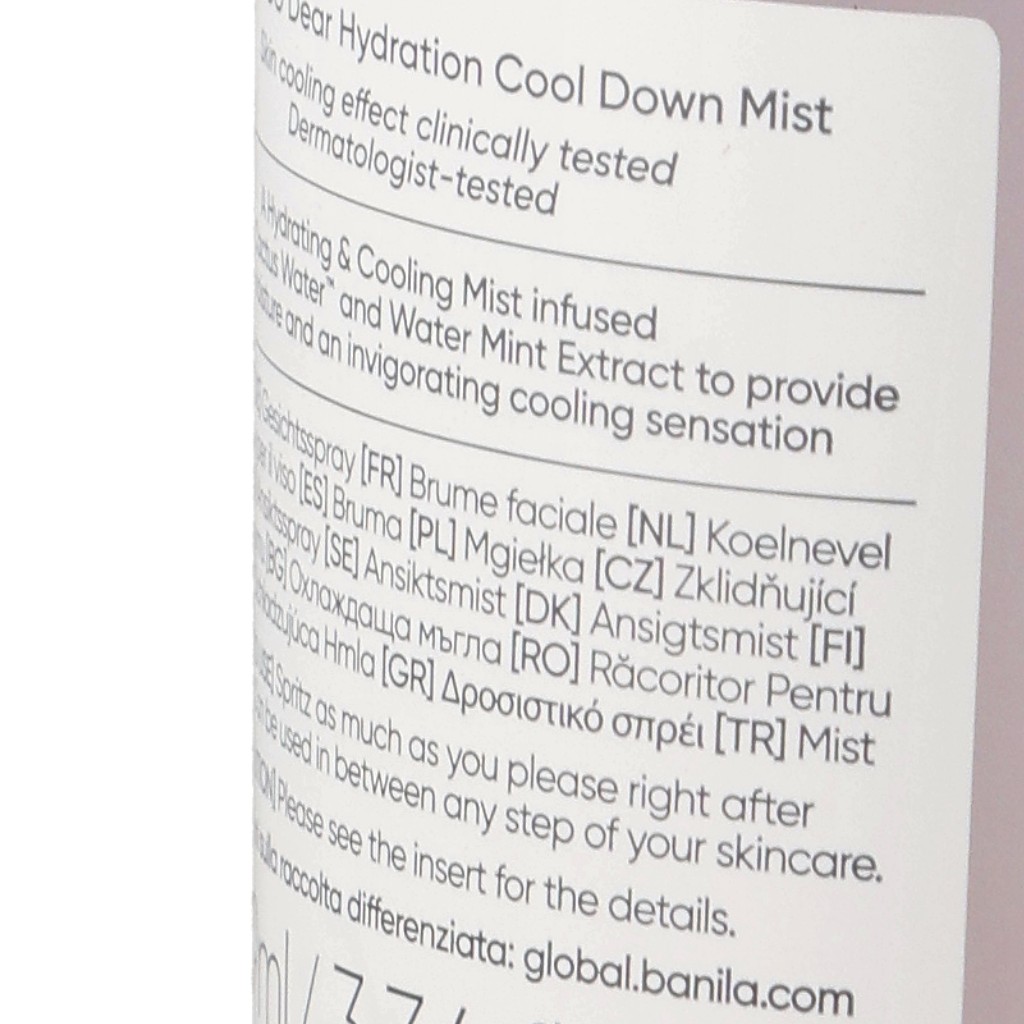 Dear Hydration Cool Down Mist
Skin cooling effect clinically tested
Dermatologist-tested
A Hydrating & Cooling Mist infused
Water™ and Water Mint Extract to provide
and an invigorating cooling sensation
Gesichtsspray [FR] Brume faciale [NL] Koelnevel
viso [ES] Bruma [PL] Mgiełka [CZ] Zklidňující
[SE] Ansiktsmist [DK] Ansigtsmist [FI]
[BG] Охлаждаща мъгла [RO] Răcoritor Pentru
Hmla [GR] Δροσιστικό σπρέι [TR] Mist
Spritz as much as you please right after
be used in between any step of your skincare.
Please see the insert for the details.
raccolta differenziata: global.banila.com
ml /